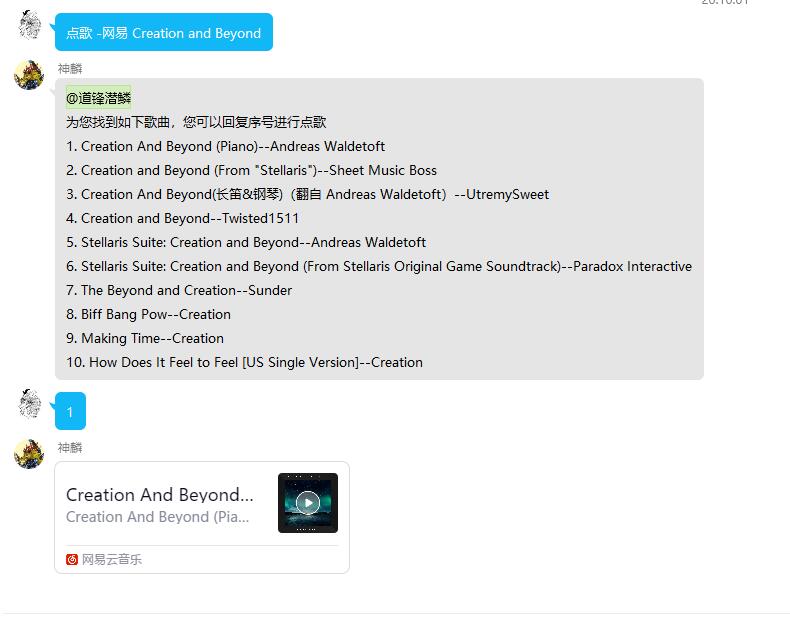 点歌 -网易 Creation and Beyond
神麟
@道锋潜鳞
为您找到如下歌曲，您可以回复序号进行点歌
1. Creation And Beyond (Piano)--Andreas Waldetoft
2. Creation and Beyond (From "Stellaris")--Sheet Music Boss
3. Creation And Beyond(长笛&钢琴)（翻自 Andreas Waldetoft）--UtremySweet
4. Creation and Beyond--Twisted1511
5. Stellaris Suite: Creation and Beyond--Andreas Waldetoft
6. Stellaris Suite: Creation and Beyond (From Stellaris Original Game Soundtrack)--Paradox Interactive
7. The Beyond and Creation--Sunder
8. Biff Bang Pow--Creation
9. Making Time--Creation
10. How Does It Feel to Feel [US Single Version]--Creation
1
神麟
Creation And Beyond...
Creation And Beyond (Pia...
网易云音乐